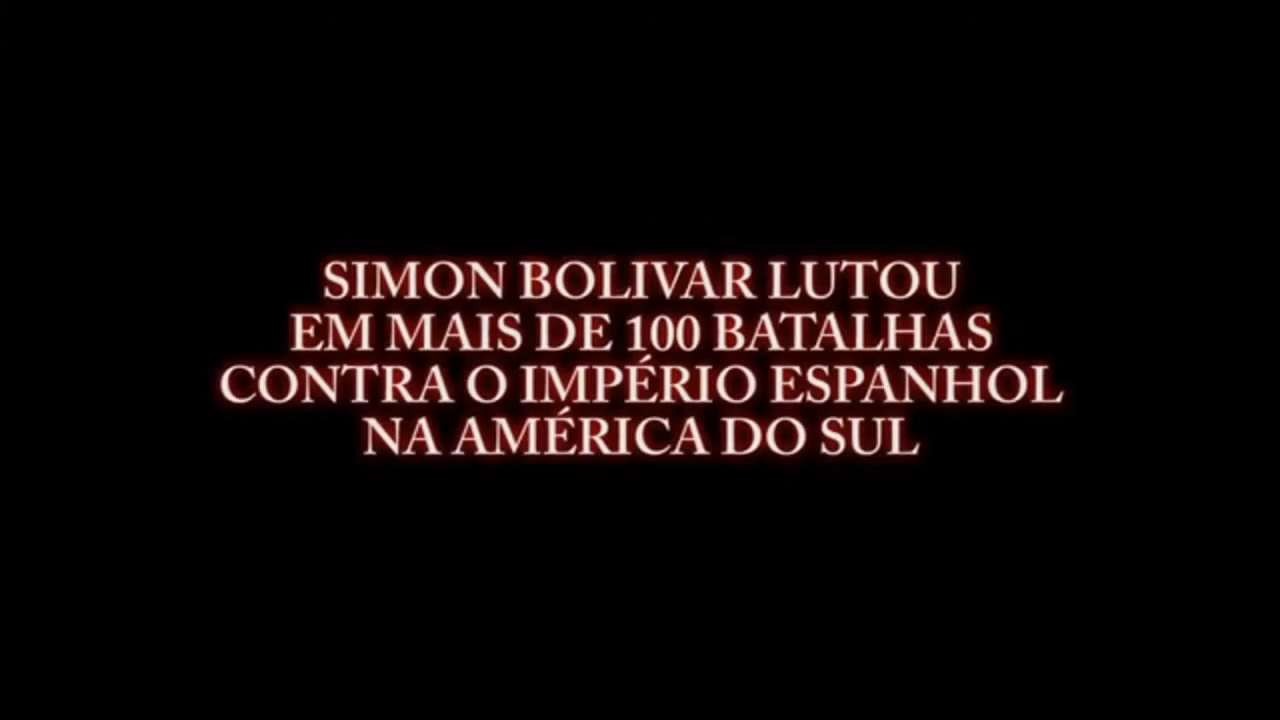 SIMON BOLIVAR LUTOU
EM MAIS DE 100 BATALHAS
CONTRA O IMPÉRIO ESPANHOL
NA AMÉRICA DO SUL